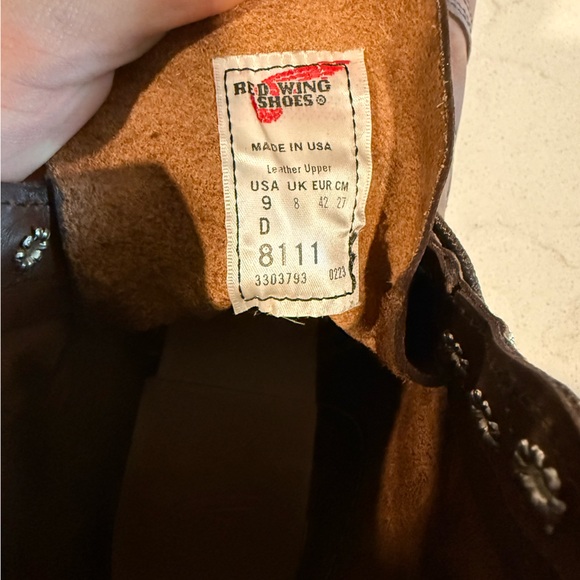 RED WING
SHOES®
MADE IN USA
Leather Upper
USA UK EUR CM
9 8 42 27
D
8111
3303793 0223